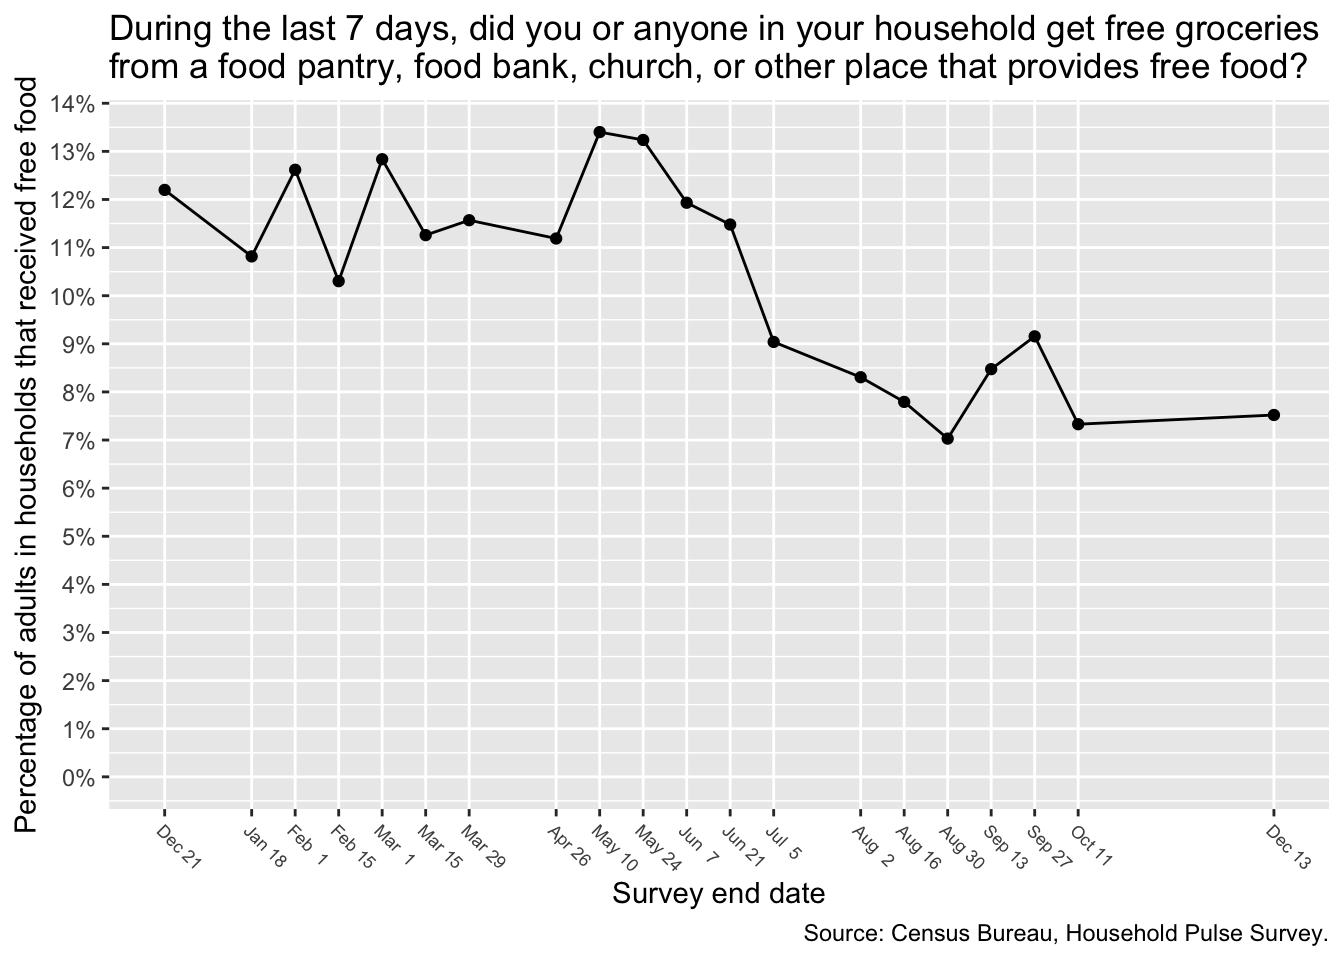 During the last 7 days, did you or anyone in your household get free groceries
from a food pantry, food bank, church, or other place that provides free food?
Percentage of adults in households that received free food
14%
13%
12%
11%
10%
9%
8%
7%
6%
5%
4%
3%
2%
1%
0%
Dec 21
Jan 18
Feb 1
Feb 15
Mar 1
Mar 15
Mar 29
Apr 26
May 10
May 24
Jun 7
Jun 21
Jul 5
Aug 2
Aug 16
Aug 30
Sep 13
Sep 27
Oct 11
Dec 13
Survey end date
Source: Census Bureau, Household Pulse Survey.